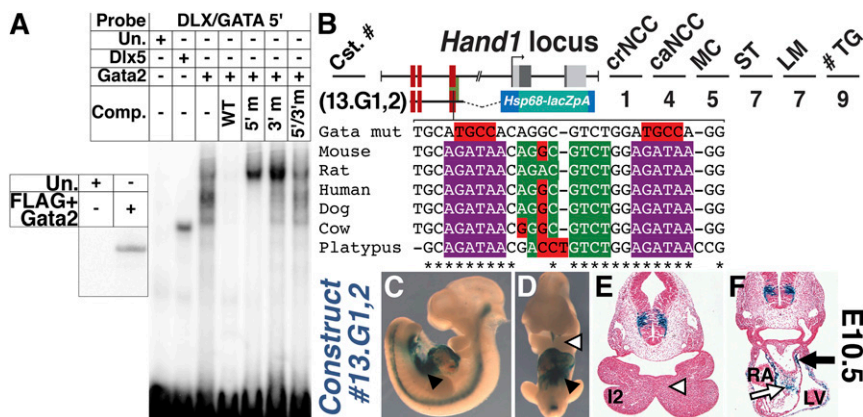 A
Probe DLX/GATA 5'
Un. + - - - - - -
Dlx5 - + - - - - -
Gata2 - - + + + + +
Comp. - - - WT 5' m 3' m 5'/3'm
Un. + -
FLAG+ Gata2 - +
B
Cst. # Hand1 locus crNCC caNCC MC ST LM # TG
(13.G1,2) Hsp68-lacZpA 1 4 5 7 7 9
Gata mut TGCATGCCACAGGC-GTCTGGATGCCA-GG
Mouse TGCAGATAACAGGC-GTCTGGAGATAA-GG
Rat TGCAGATAACAGAC-GTCTGGAGATAA-GG
Human TGCAGATAACAGGC-GTCTGGAGATAA-GG
Dog TGCAGATAACAGGC-GTCTGGAGATAA-GG
Cow TGCAGATAACGGGC-GTCTGGAGATAA-GG
Platypus -GCAGATAACGACCTGTCTGGAGATAACCG
********* * *********** *
Construct #13.G1,2
C
D
E
I2
F
RA
LV
E10.5